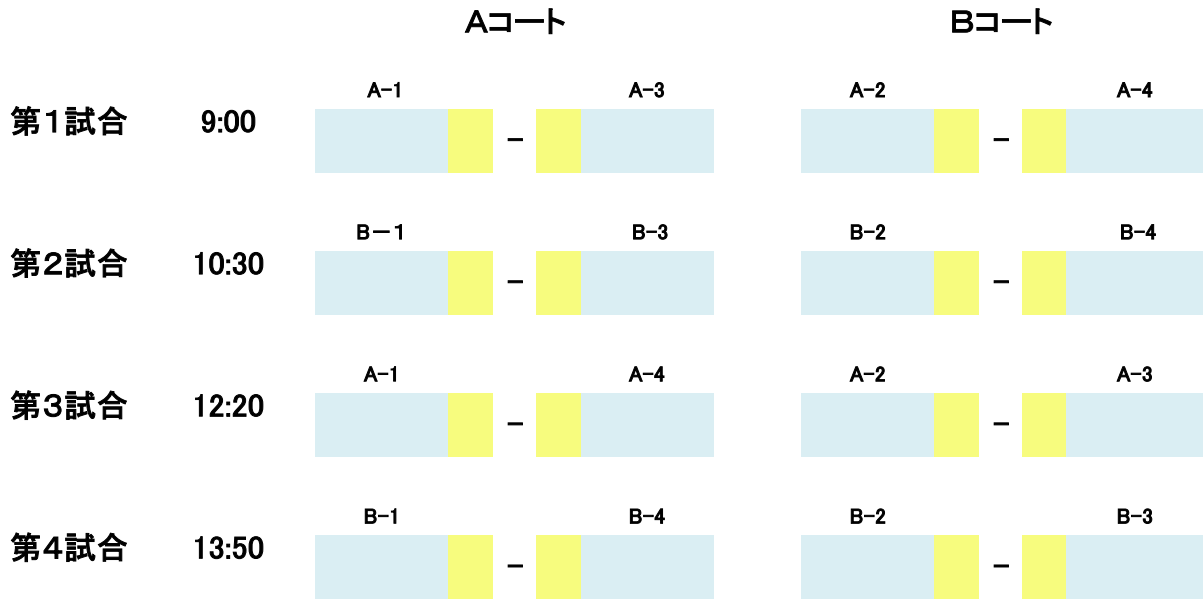 Aコート Bコート
A-1 A-3 A-2 A-4
第１試合 9:00 - -
B－1 B-3 B-2 B-4
第２試合 10:30 - -
A-1 A-4 A-2 A-3
第３試合 12:20 - -
B-1 B-4 B-2 B-3
第４試合 13:50 - -